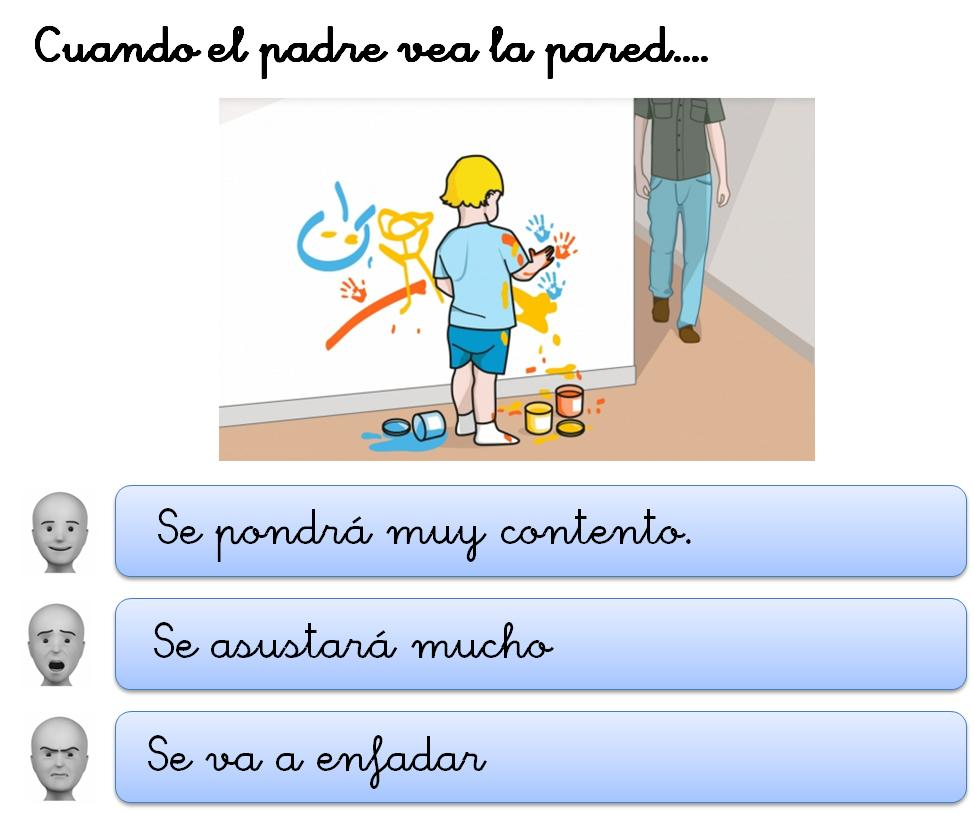 Cuando el padre vea la pared....
Se pondrá muy contento.
Se asustará mucho
Se va a enfadar